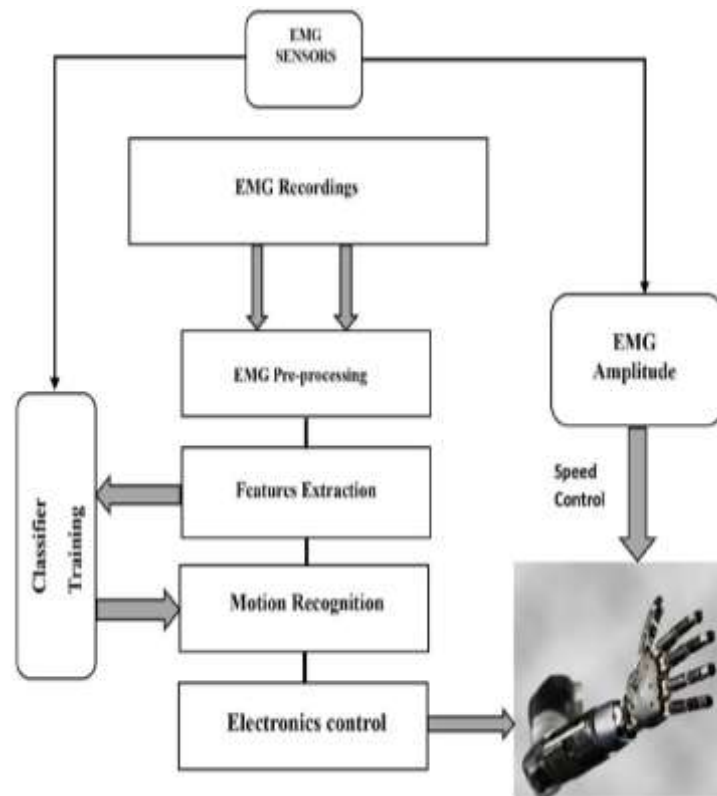 EMG
SENSORS
EMG Recordings
EMG Pre-processing
EMG
Amplitude
Features Extraction
Speed
Control
Classifier
Training
Motion Recognition
Electronics control